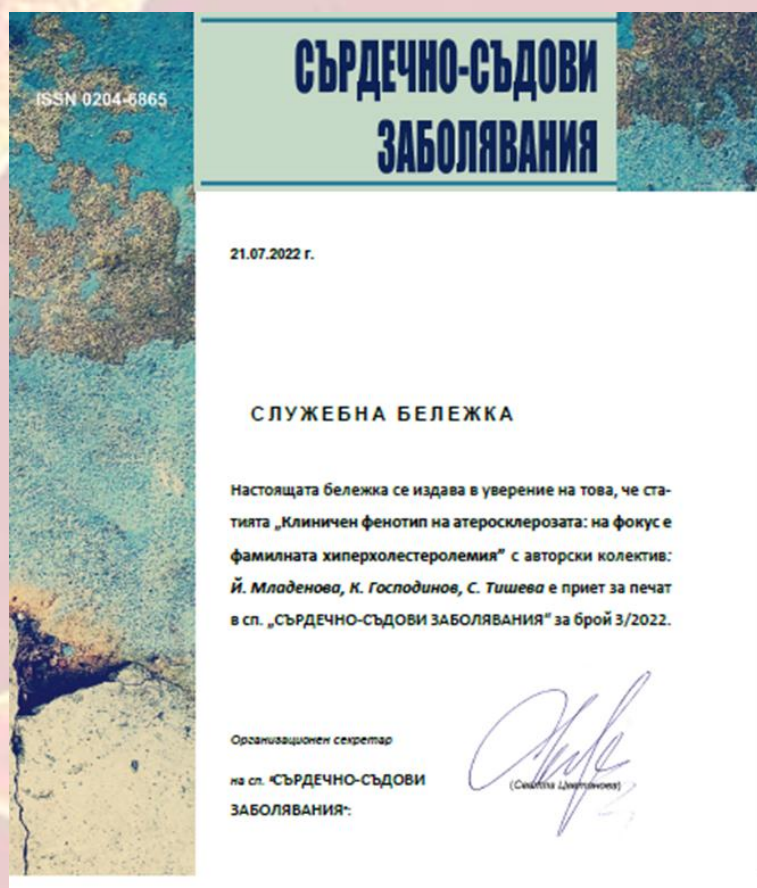 ISSN 0204-6865
СЪРДЕЧНО-СЪДОВИ
ЗАБОЛЯВАНИЯ
21.07.2022 г.
СЛУЖЕБНА БЕЛЕЖКА
Настоящата бележка се издава в уверение на това, че ста-
тията „Клиничен фенотип на атеросклерозата: на фокус е
фамилната хиперхолестеролемия" с авторски колектив:
Й. Младенова, К. Господинов, С. Тишева е приет за печат
в сп. „СЪРДЕЧНО-СЪДОВИ ЗАБОЛЯВАНИЯ" за брой 3/2022.
Организационен секретар
на сп. "СЪРДЕЧНО-СЪДОВИ
ЗАБОЛЯВАНИЯ":